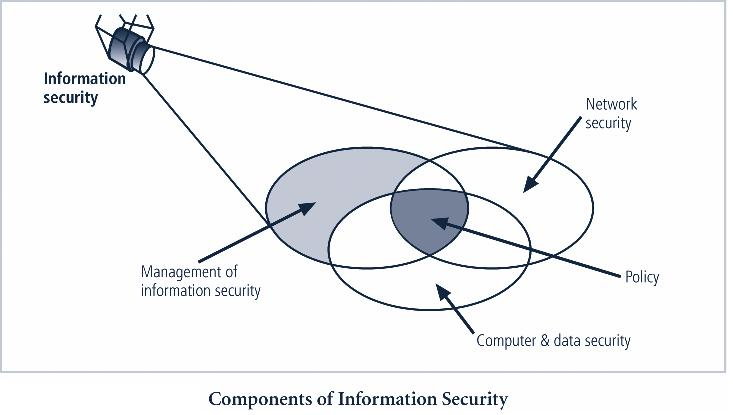 Information
security
Network
security
Management of
information security
Policy
Computer & data security
Components of Information Security